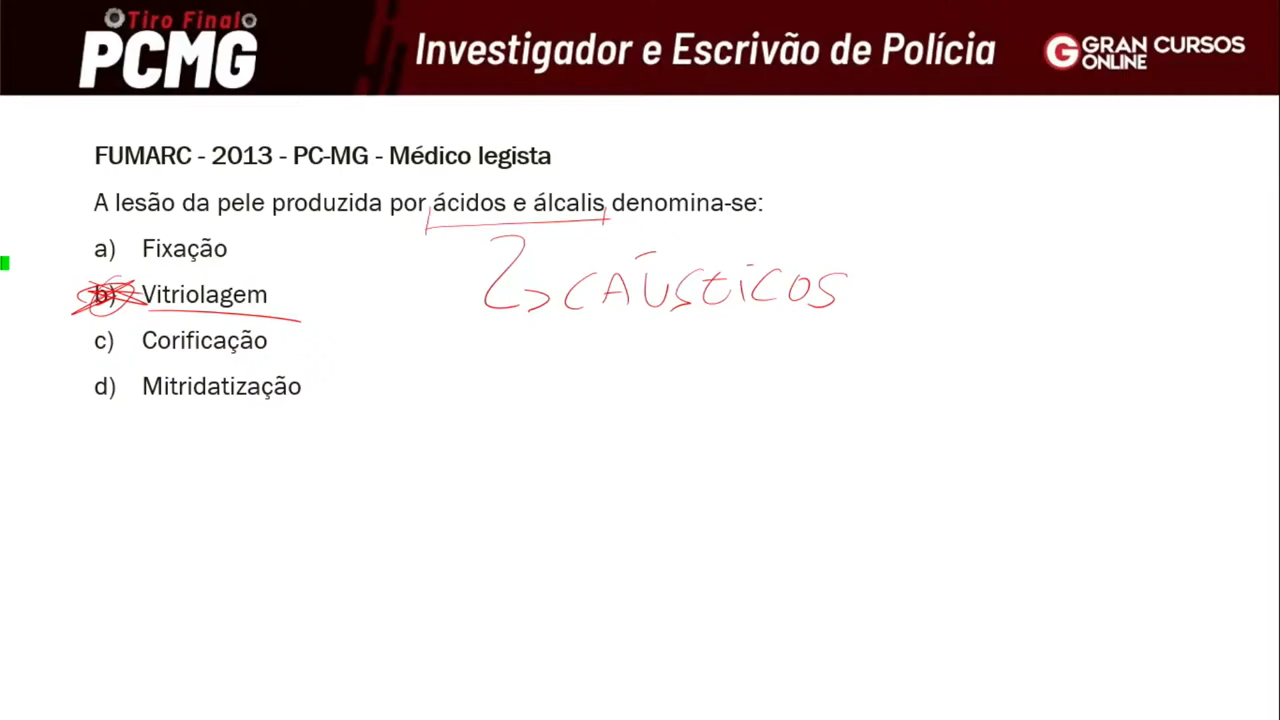 Tiro Final
PCMG
Investigador e Escrivão de Polícia
GRAN CURSOS
ONLINE
FUMARC - 2013 - PC-MG - Médico legista
A lesão da pele produzida por ácidos e álcalis denomina-se:
a) Fixação
b) Vitriolagem
CÁUSTICOS
c) Corificação
d) Mitridatização